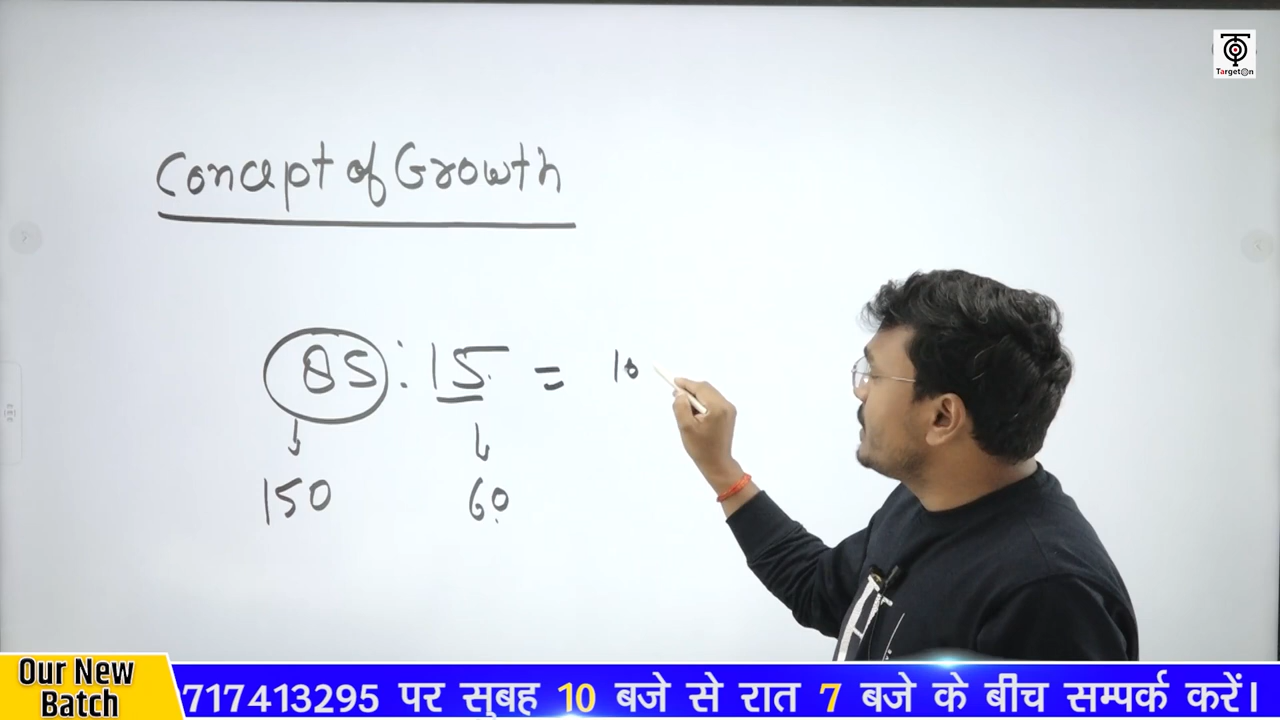 TargetOn
Concept of Growth
85 : 15 = 10
150 60
Our New
Batch
717413295 पर सुबह 10 बजे से रात 7 बजे के बीच सम्पर्क करें।